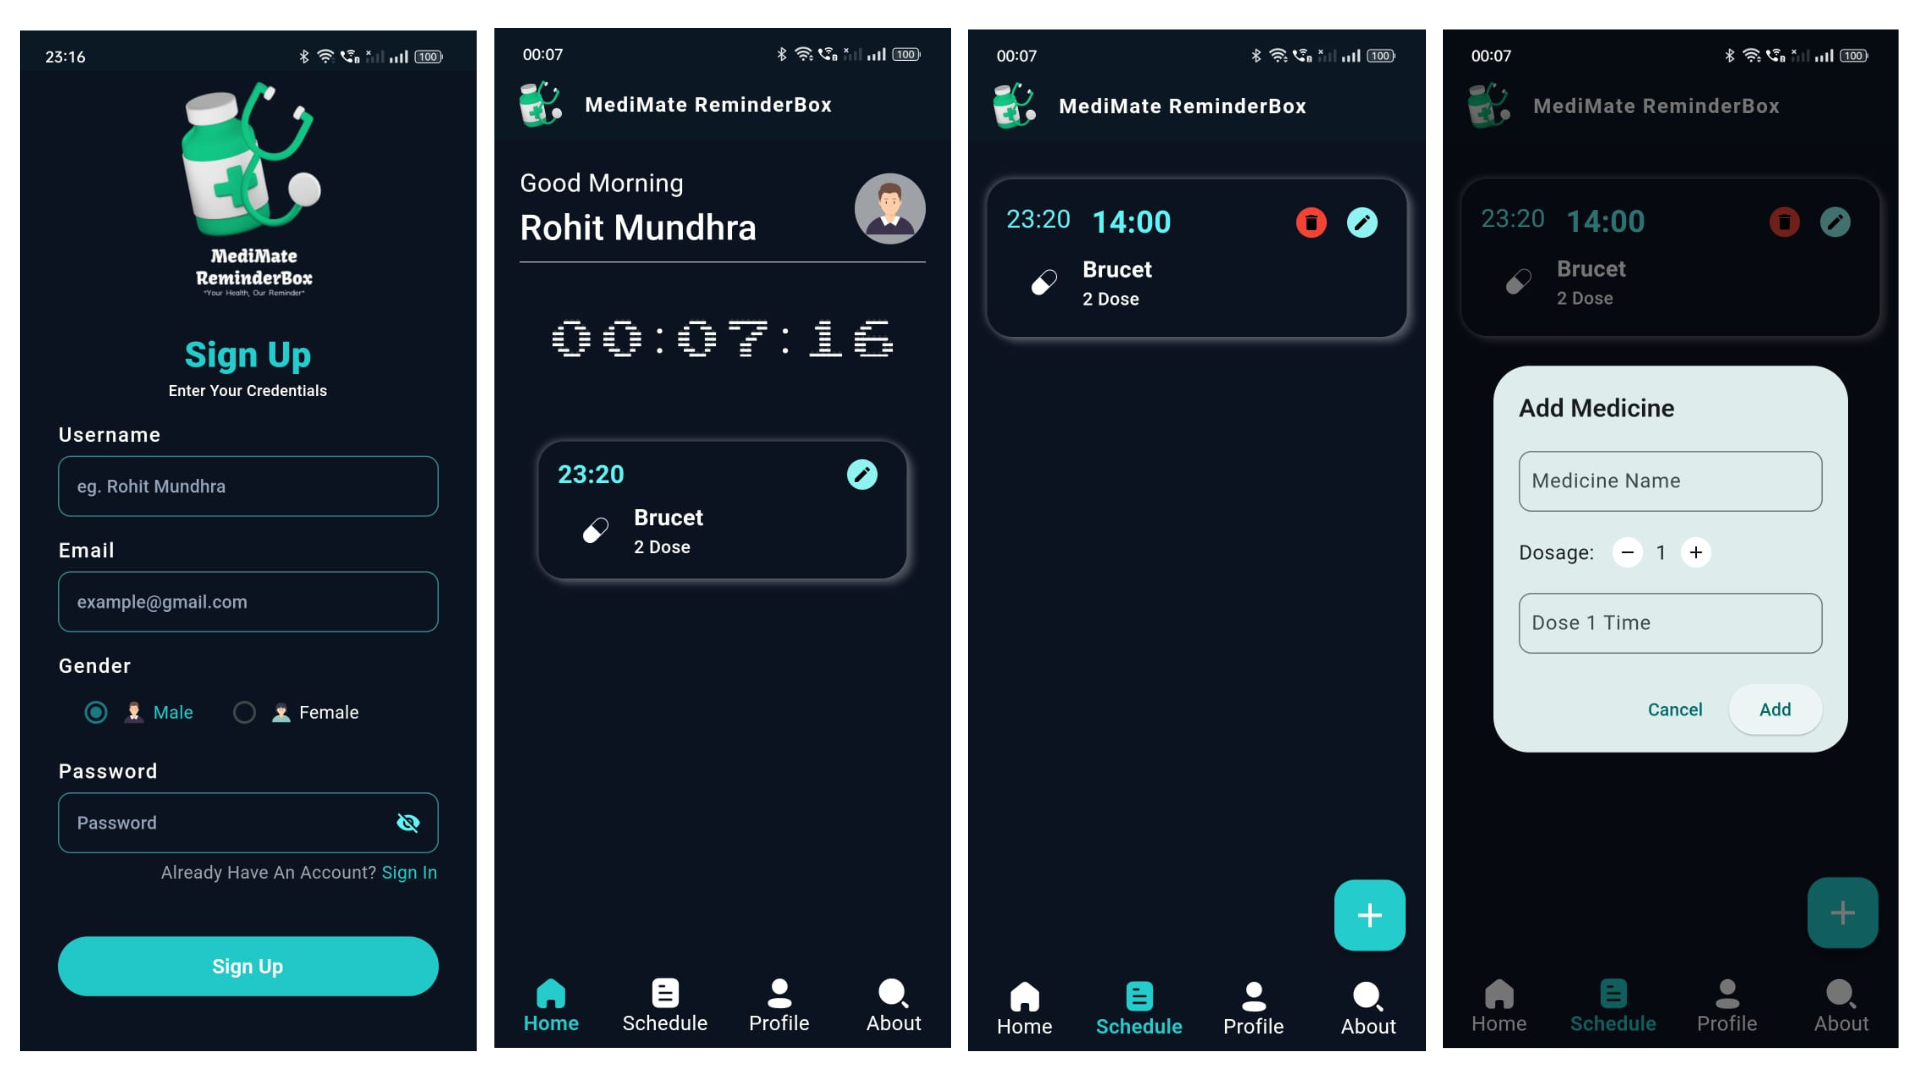 23:16
100
MediMate
ReminderBox
"Your Health, Our Reminder"
Sign Up
Enter Your Credentials
Username
eg. Rohit Mundhra
Email
example@gmail.com
Gender
Male Female
Password
Password
Already Have An Account? Sign In
Sign Up
00:07
100
MediMate ReminderBox
Good Morning
Rohit Mundhra
00:07:16
23:20
Brucet
2 Dose
Home Schedule Profile About
00:07
100
MediMate ReminderBox
23:20 14:00
Brucet
2 Dose
+
Home Schedule Profile About
00:07
100
MediMate ReminderBox
23:20 14:00
Brucet
2 Dose
Add Medicine
Medicine Name
Dosage: − 1 +
Dose 1 Time
Cancel Add
+
Home Schedule Profile About